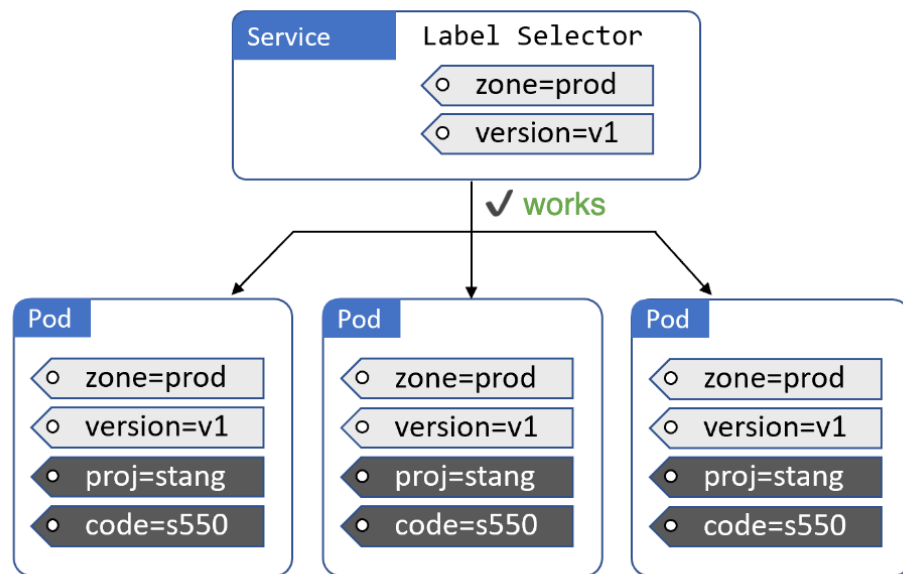 Service Label Selector
zone=prod
version=v1
✔ works
Pod
zone=prod
version=v1
proj=stang
code=s550
Pod
zone=prod
version=v1
proj=stang
code=s550
Pod
zone=prod
version=v1
proj=stang
code=s550